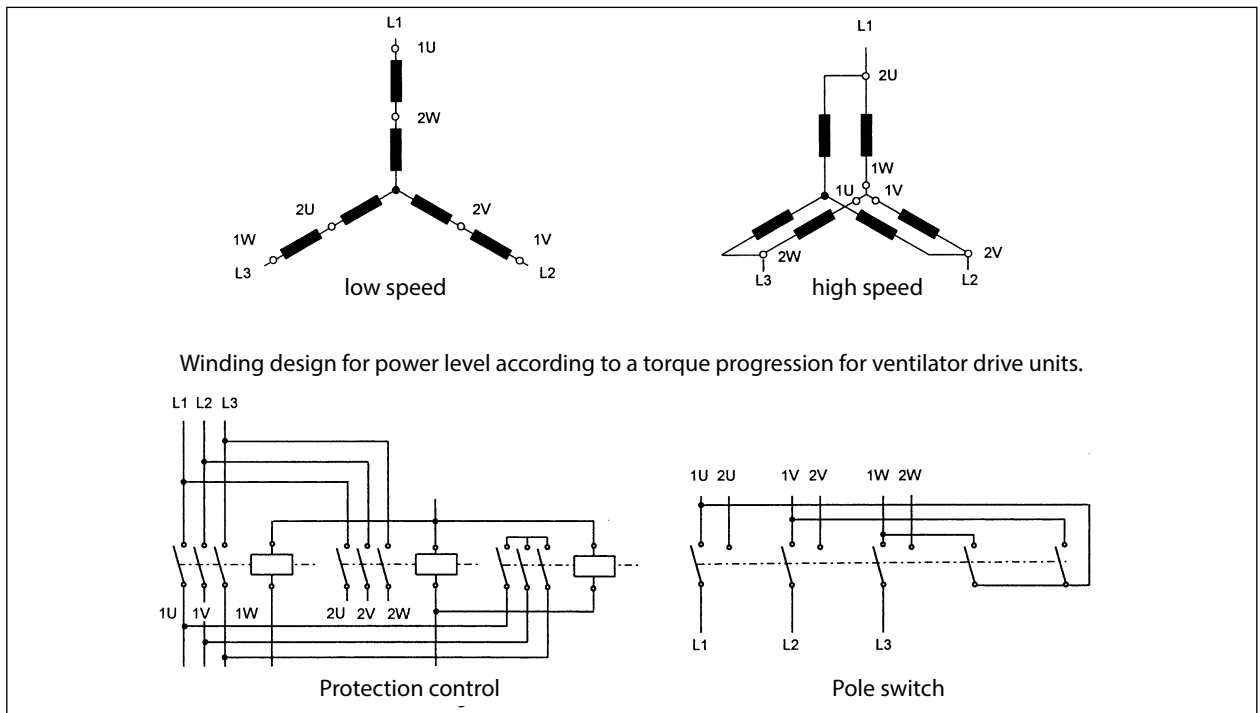 L1
1U
2W
2U
2V
1W
1V
L3
L2
low speed
L1
2U
1W
1U
1V
2W
2V
L3
L2
high speed
Winding design for power level according to a torque progression for ventilator drive units.
L1 L2 L3
1U 1V 1W 2U 2V 2W
Protection control
1U 2U 1V 2V 1W 2W
L1 L2 L3
Pole switch